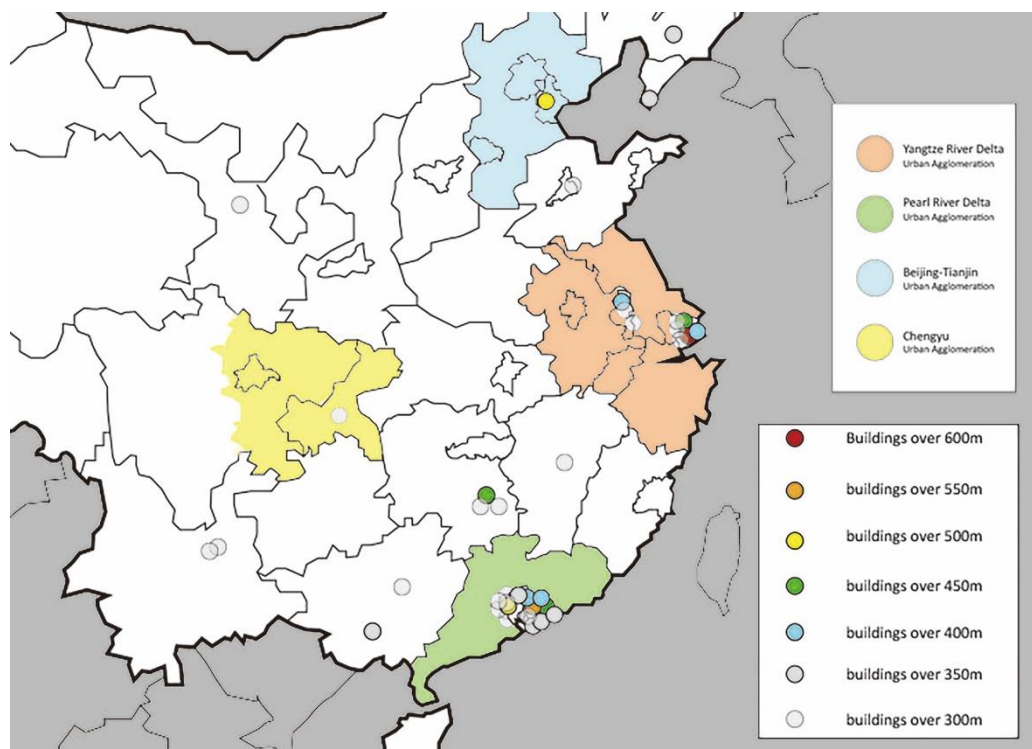 Yangtze River Delta
Urban Agglomeration
Pearl River Delta
Urban Agglomeration
Beijing-Tianjin
Urban Agglomeration
Chengyu
Urban Agglomeration
Buildings over 600m
buildings over 550m
buildings over 500m
buildings over 450m
buildings over 400m
buildings over 350m
buildings over 300m